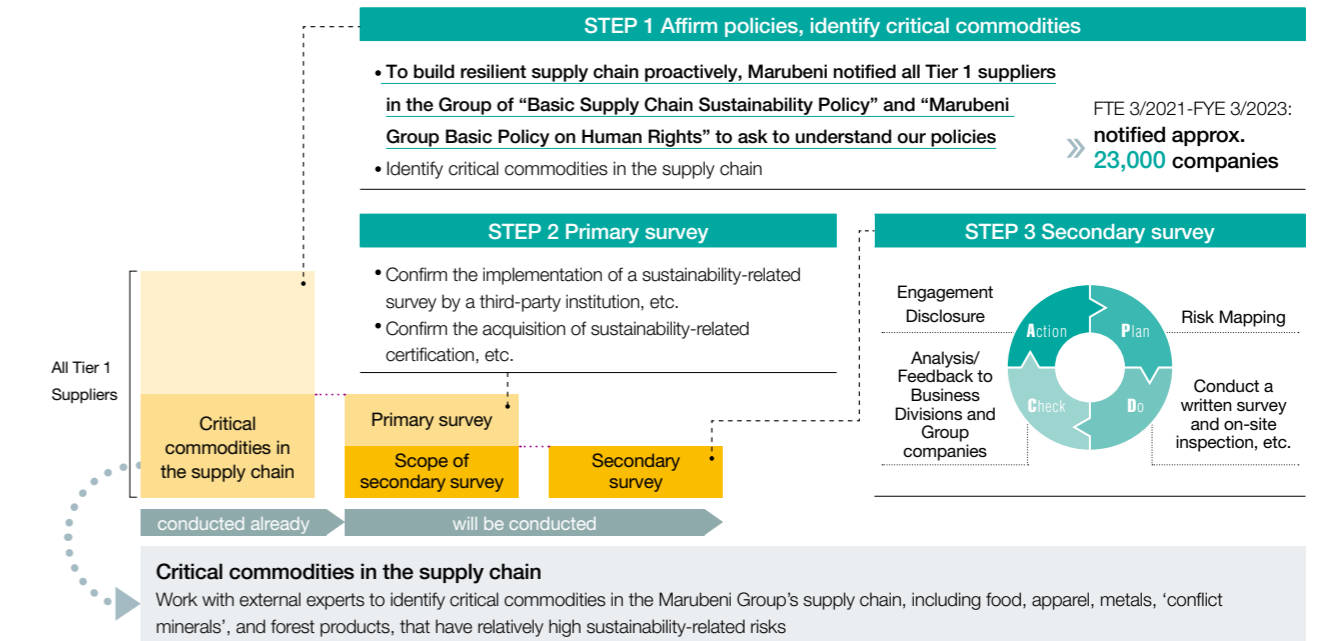 STEP 1 Affirm policies, identify critical commodities
• To build resilient supply chain proactively, Marubeni notified all Tier 1 suppliers
in the Group of “Basic Supply Chain Sustainability Policy” and “Marubeni
Group Basic Policy on Human Rights” to ask to understand our policies
• Identify critical commodities in the supply chain
FTE 3/2021-FYE 3/2023:
notified approx.
23,000 companies
STEP 2 Primary survey
• Confirm the implementation of a sustainability-related
survey by a third-party institution, etc.
• Confirm the acquisition of sustainability-related
certification, etc.
STEP 3 Secondary survey
Engagement
Disclosure
Action
Plan
Risk Mapping
Analysis/
Feedback to
Business
Divisions and
Group
companies
Check
Do
Conduct a
written survey
and on-site
inspection, etc.
All Tier 1
Suppliers
Critical
commodities in
the supply chain
Primary survey
Scope of
secondary survey
Secondary
survey
conducted already
will be conducted
Critical commodities in the supply chain
Work with external experts to identify critical commodities in the Marubeni Group’s supply chain, including food, apparel, metals, ‘conflict
minerals’, and forest products, that have relatively high sustainability-related risks